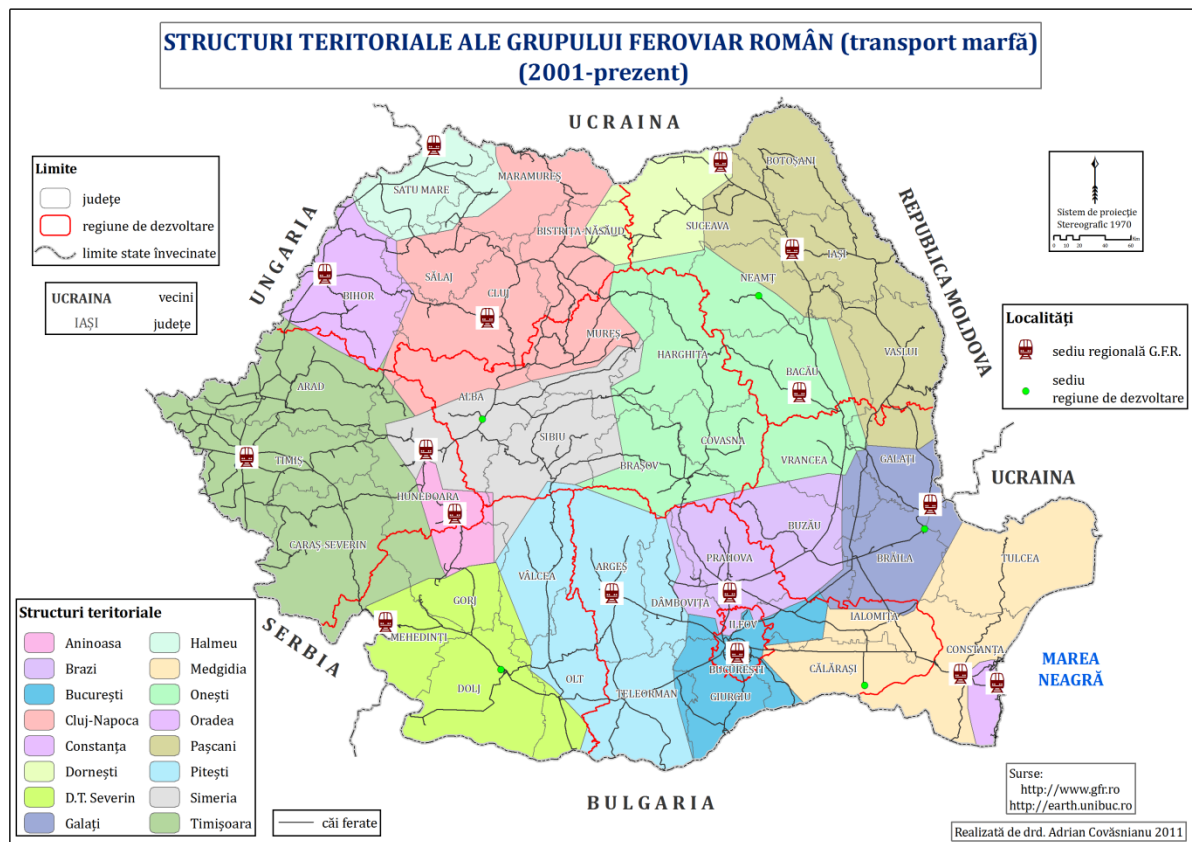 STRUCTURI TERITORIALE ALE GRUPULUI FEROVIAR ROMÂN (transport marfă)
(2001-prezent)
Limite
județe
regiune de dezvoltare
limite state învecinate
UCRAINA vecini
IAȘI județe
Sistem de proiecție
Stereografic 1970
0 10 20 40 60
Km
Localități
sediu regională G.F.R.
sediu
regiune de dezvoltare
UCRAINA
UNGARIA
REPUBLICA MOLDOVA
UCRAINA
SERBIA
BULGARIA
MAREA
NEAGRĂ
SATU MARE
MARAMUREȘ
BOTOȘANI
SUCEAVA
BISTRIȚA-NĂSĂUD
IAȘI
SĂLAJ
NEAMȚ
BIHOR
CLUJ
MUREȘ
HARGHITA
VASLUI
BACĂU
ARAD
ALBA
SIBIU
COVASNA
TIMIȘ
BRAȘOV
VRANCEA
GALAȚI
HUNEDOARA
BUZĂU
CARAȘ-SEVERIN
PRAHOVA
BRĂILA
TULCEA
VÂLCEA
ARGEȘ
GORJ
DÂMBOVIȚA
IALOMIȚA
ILFOV
MEHEDINȚI
CONSTANȚA
BUCUREȘTI
CĂLĂRAȘI
OLT
DOLJ
TELEORMAN
GIURGIU
Structuri teritoriale
Aninoasa
Brazi
București
Cluj-Napoca
Constanța
Dornești
D.T. Severin
Galați
Halmeu
Medgidia
Onești
Oradea
Pașcani
Pitești
Simeria
Timișoara
căi ferate
Surse:
http://www.gfr.ro
http://earth.unibuc.ro
Realizată de drd. Adrian Covăsnianu 2011